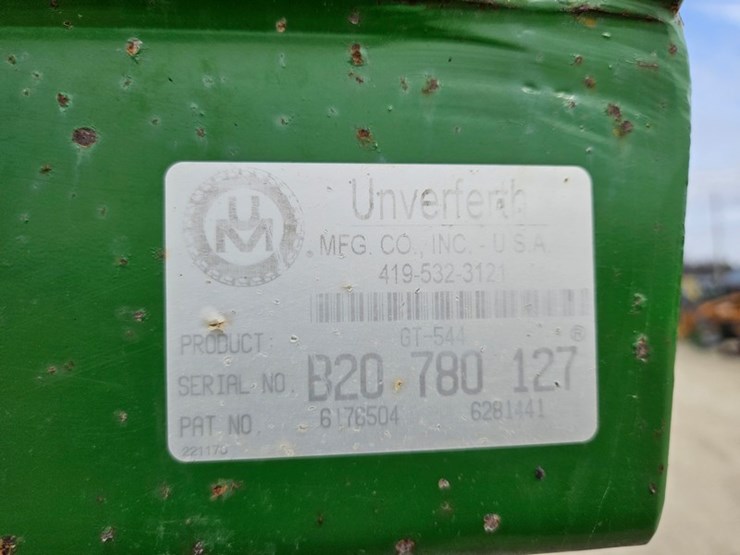 UM
Unverferth
MFG. CO., INC. - U.S.A.
419-532-3121
PRODUCT: GT-544 ®
SERIAL NO. B20 780 127
PAT NO. 6176504 6281441
221170